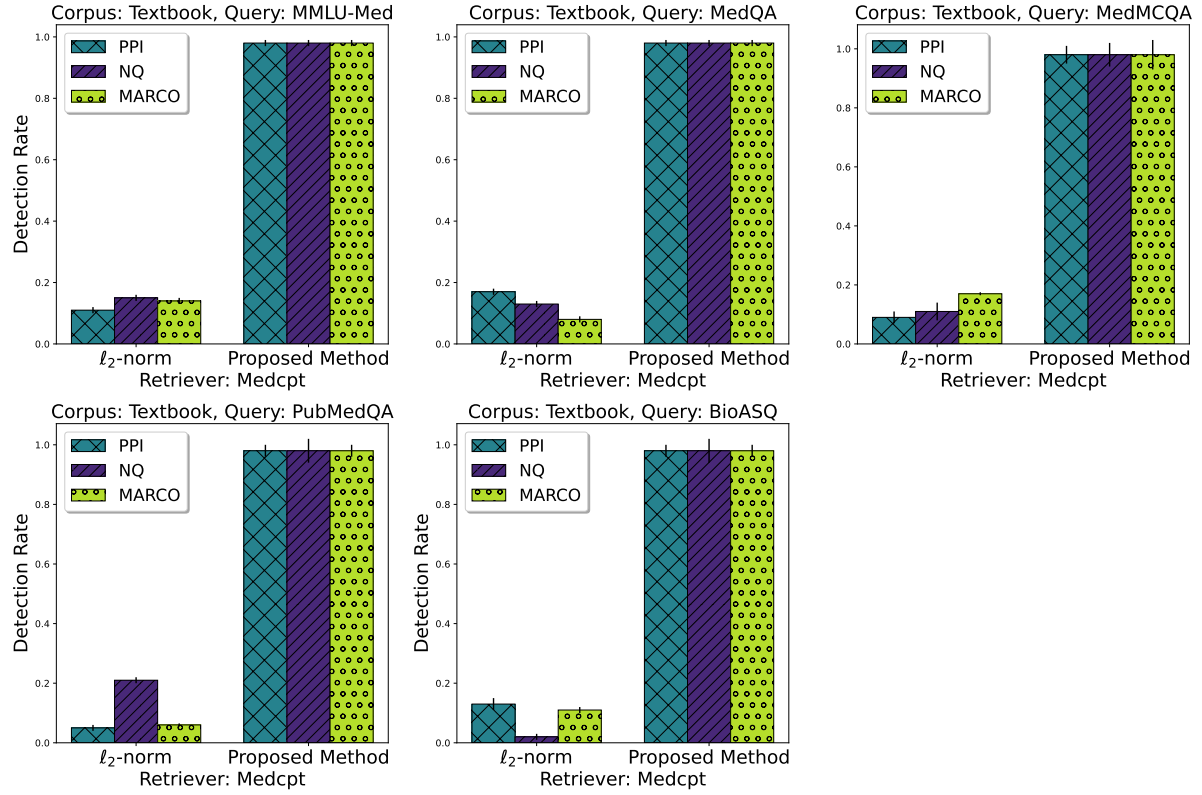 Corpus: Textbook, Query: MMLU-Med
1.0
0.8
0.6
0.4
0.2
0.0
Detection Rate
PPI
NQ
MARCO
ℓ2-norm
Proposed Method
Retriever: Medcpt
Corpus: Textbook, Query: MedQA
1.0
0.8
0.6
0.4
0.2
0.0
PPI
NQ
MARCO
ℓ2-norm
Proposed Method
Retriever: Medcpt
Corpus: Textbook, Query: MedMCQA
1.0
0.8
0.6
0.4
0.2
0.0
PPI
NQ
MARCO
ℓ2-norm
Proposed Method
Retriever: Medcpt
Corpus: Textbook, Query: PubMedQA
1.0
0.8
0.6
0.4
0.2
0.0
Detection Rate
PPI
NQ
MARCO
ℓ2-norm
Proposed Method
Retriever: Medcpt
Corpus: Textbook, Query: BioASQ
1.0
0.8
0.6
0.4
0.2
0.0
Detection Rate
PPI
NQ
MARCO
ℓ2-norm
Proposed Method
Retriever: Medcpt